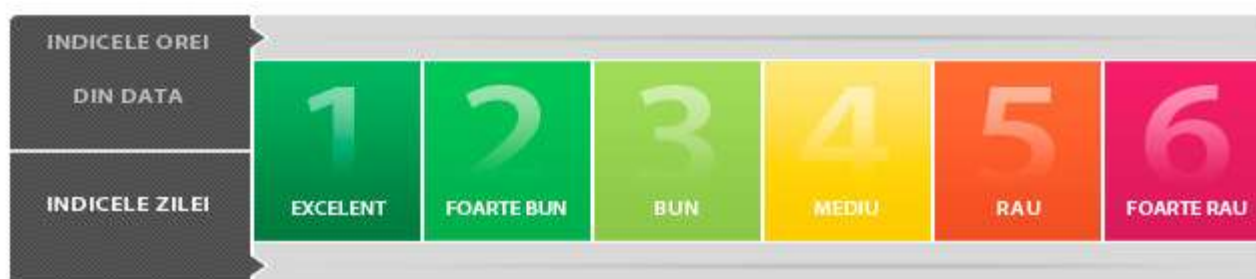 INDICELE OREI
DIN DATA
INDICELE ZILEI
1
EXCELENT
2
FOARTE BUN
3
BUN
4
MEDIU
5
RAU
6
FOARTE RAU